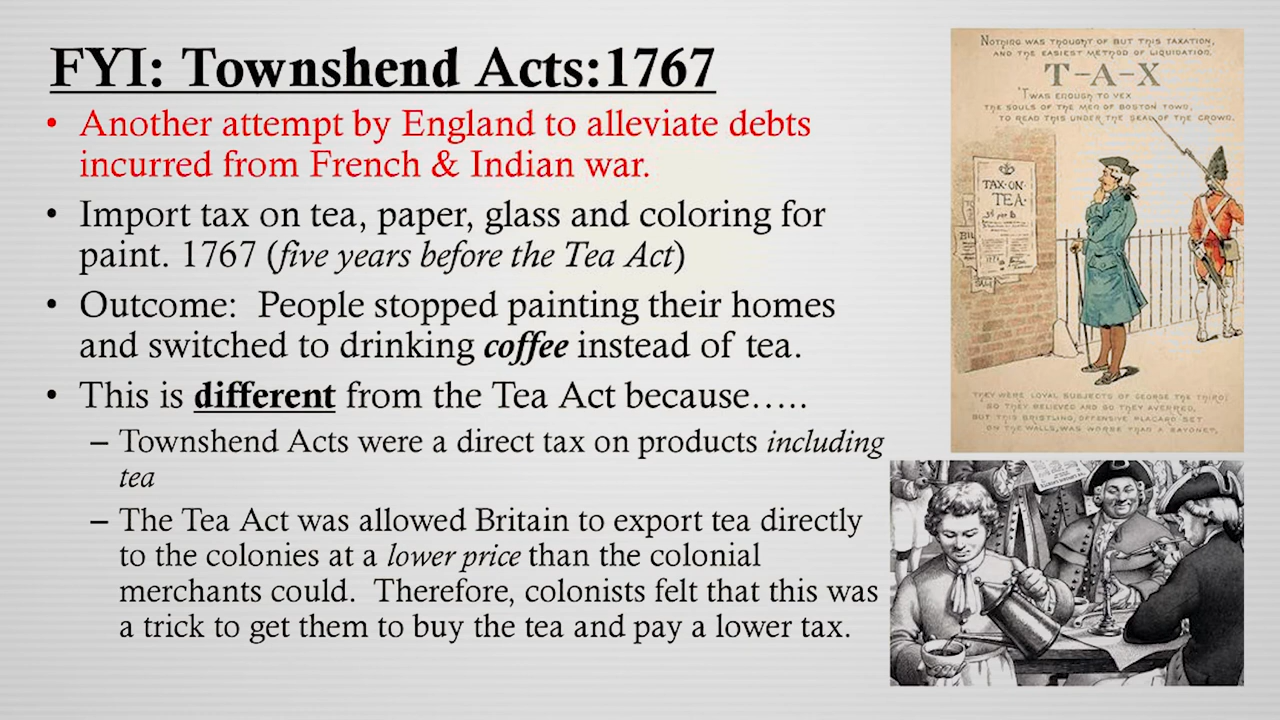 FYI: Townshend Acts:1767
• Another attempt by England to alleviate debts
incurred from French & Indian war.
• Import tax on tea, paper, glass and coloring for
paint. 1767 (five years before the Tea Act)
• Outcome:  People stopped painting their homes
and switched to drinking coffee instead of tea.
• This is different from the Tea Act because…..
– Townshend Acts were a direct tax on products including
tea
– The Tea Act was allowed Britain to export tea directly
to the colonies at a lower price than the colonial
merchants could.  Therefore, colonists felt that this was
a trick to get them to buy the tea and pay a lower tax.
NOTHING WAS THOUGHT OF BUT THIS TAXATION,
AND THE EASIEST METHOD OF LIQUIDATION.
T-A-X
'TWAS ENOUGH TO VEX
THE SOULS OF THE MEN OF BOSTON TOWN,
TO READ THIS UNDER THE SEAL OF THE CROWN.
TAX·ON·
TEA·
THEY WERE LOYAL SUBJECTS OF GEORGE THE THIRD;
SO THEY BELIEVED AND SO THEY AVERRED,
BUT THIS BRISTLING, OFFENSIVE PLACARD SET
ON THE WALLS, WAS WORSE THAN A BAYONET,